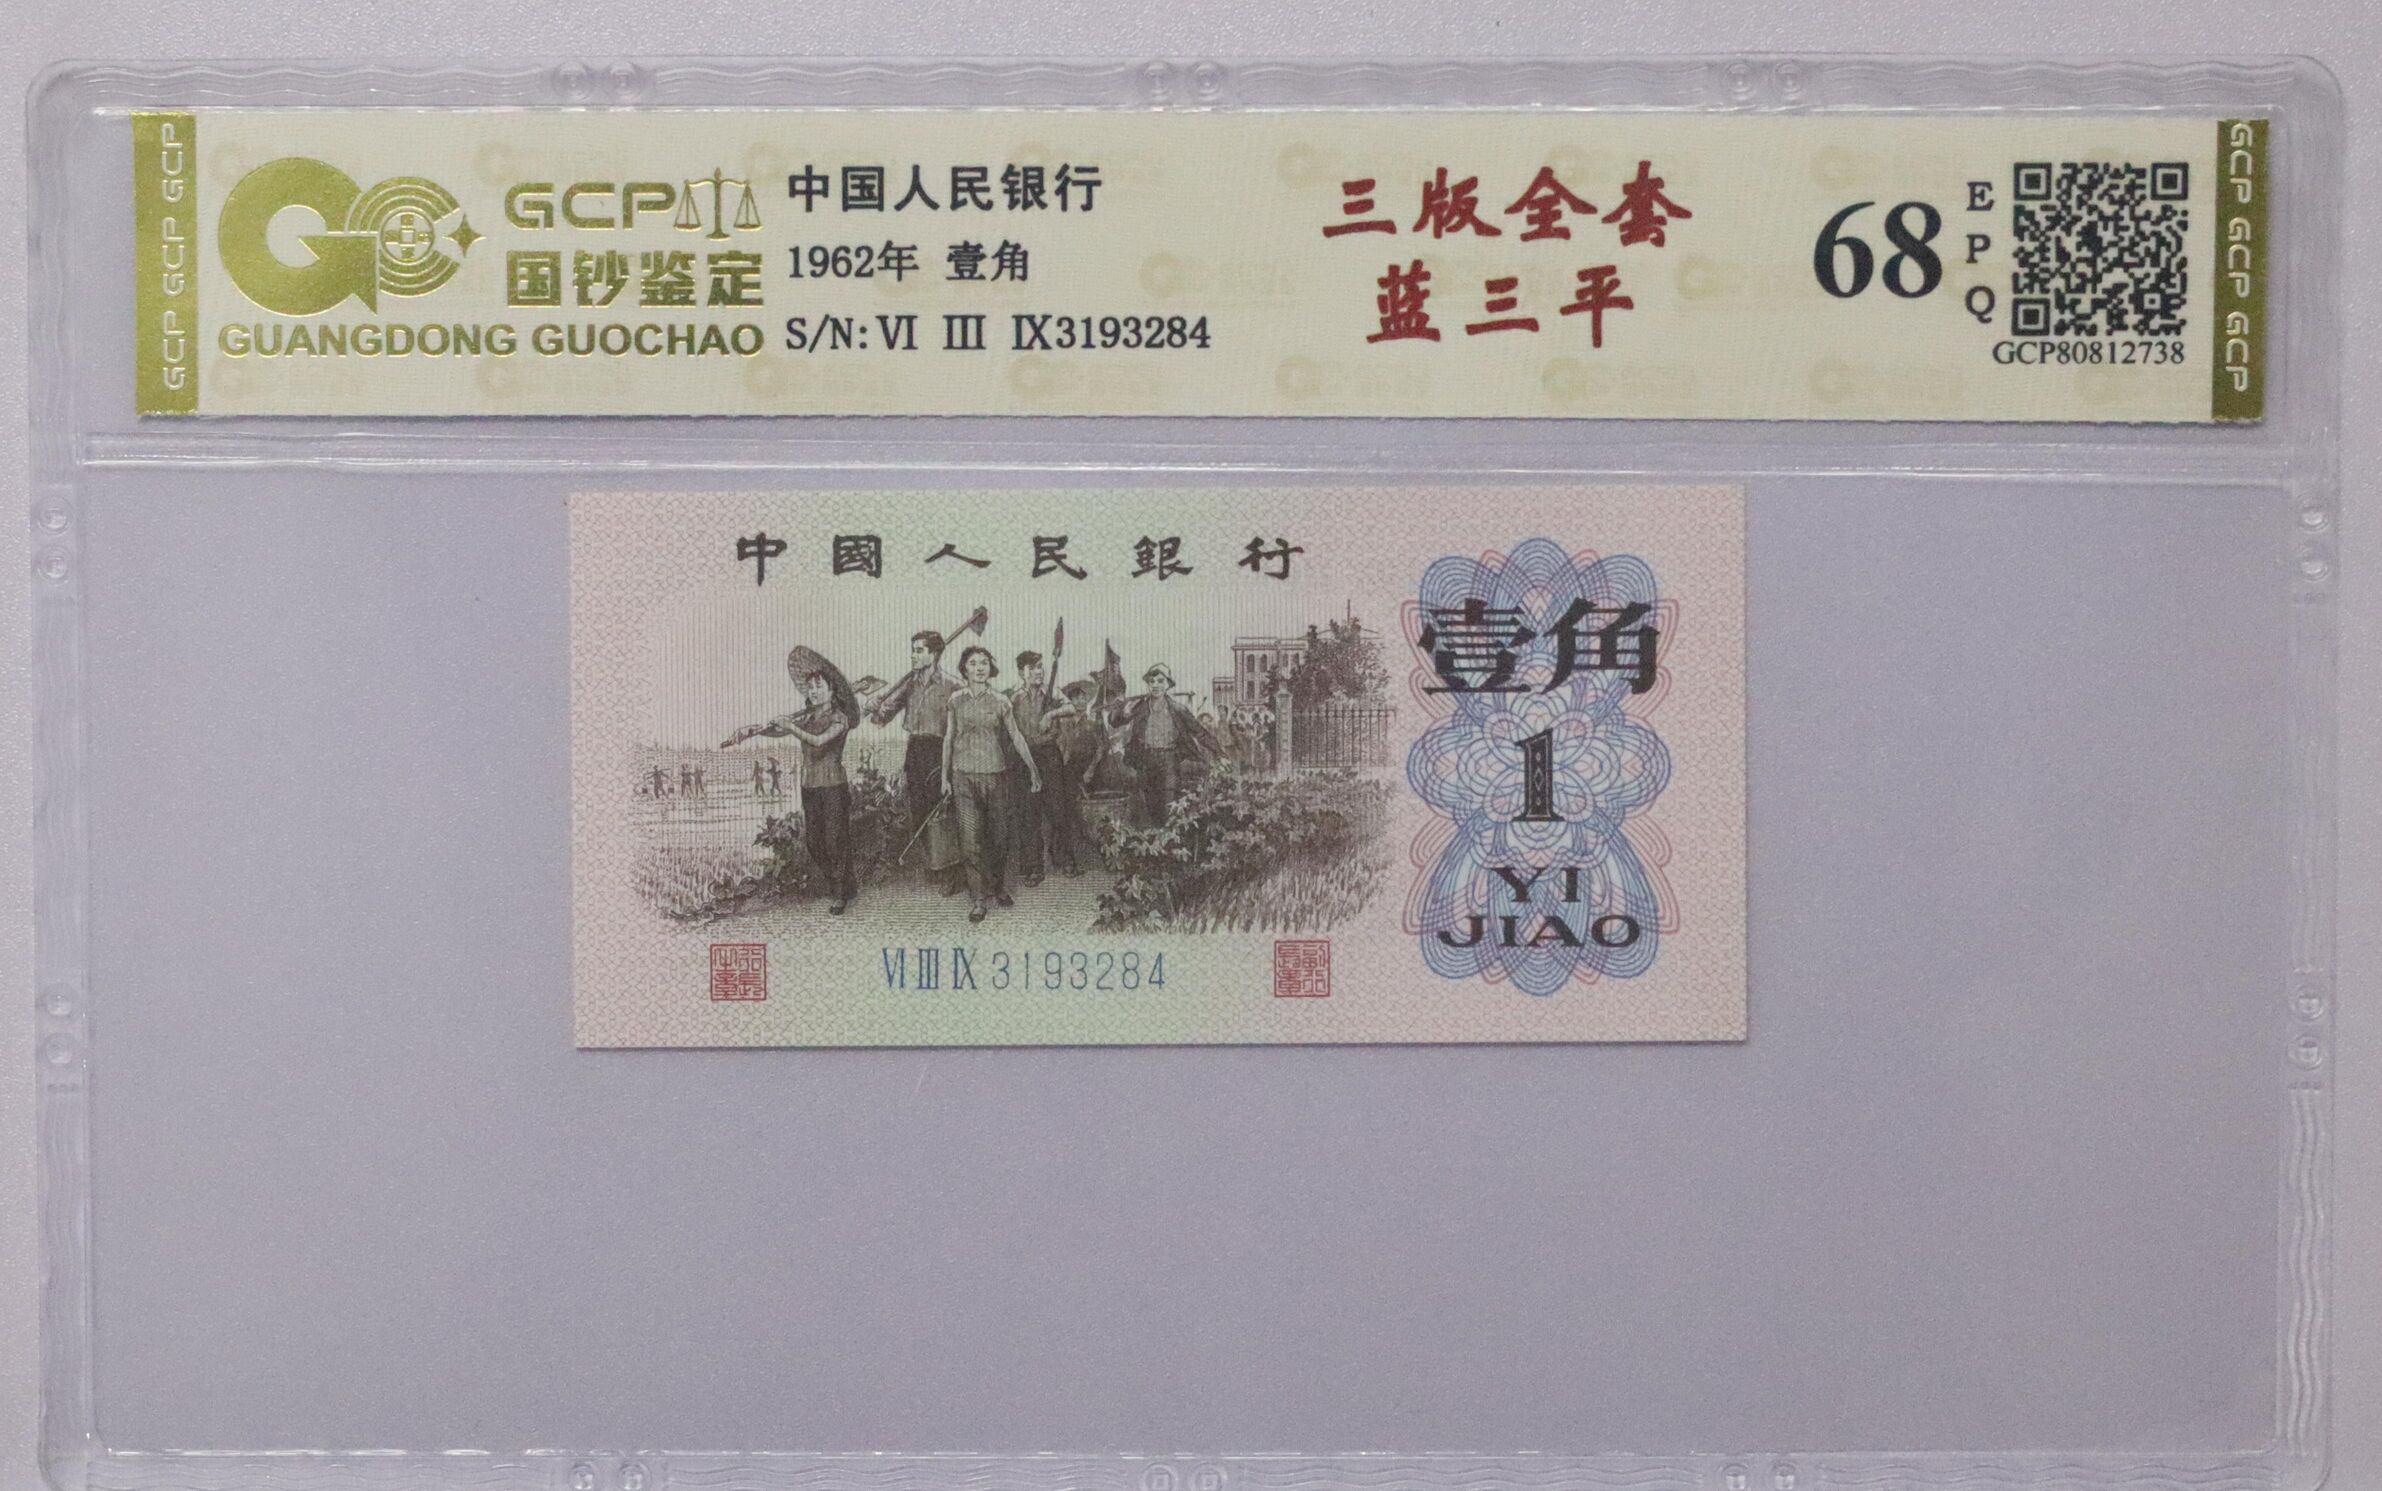 GCP GCP GCP
GCP
国钞鉴定
GUANGDONG GUOCHAO
中国人民银行
1962年 壹角
S/N: VI III IX3193284
三版全套
蓝三平
68
E
P
Q
GCP80812738
GCP GCP GCP
中國人民銀行
壹角
1
YI
JIAO
VI III IX 3193284